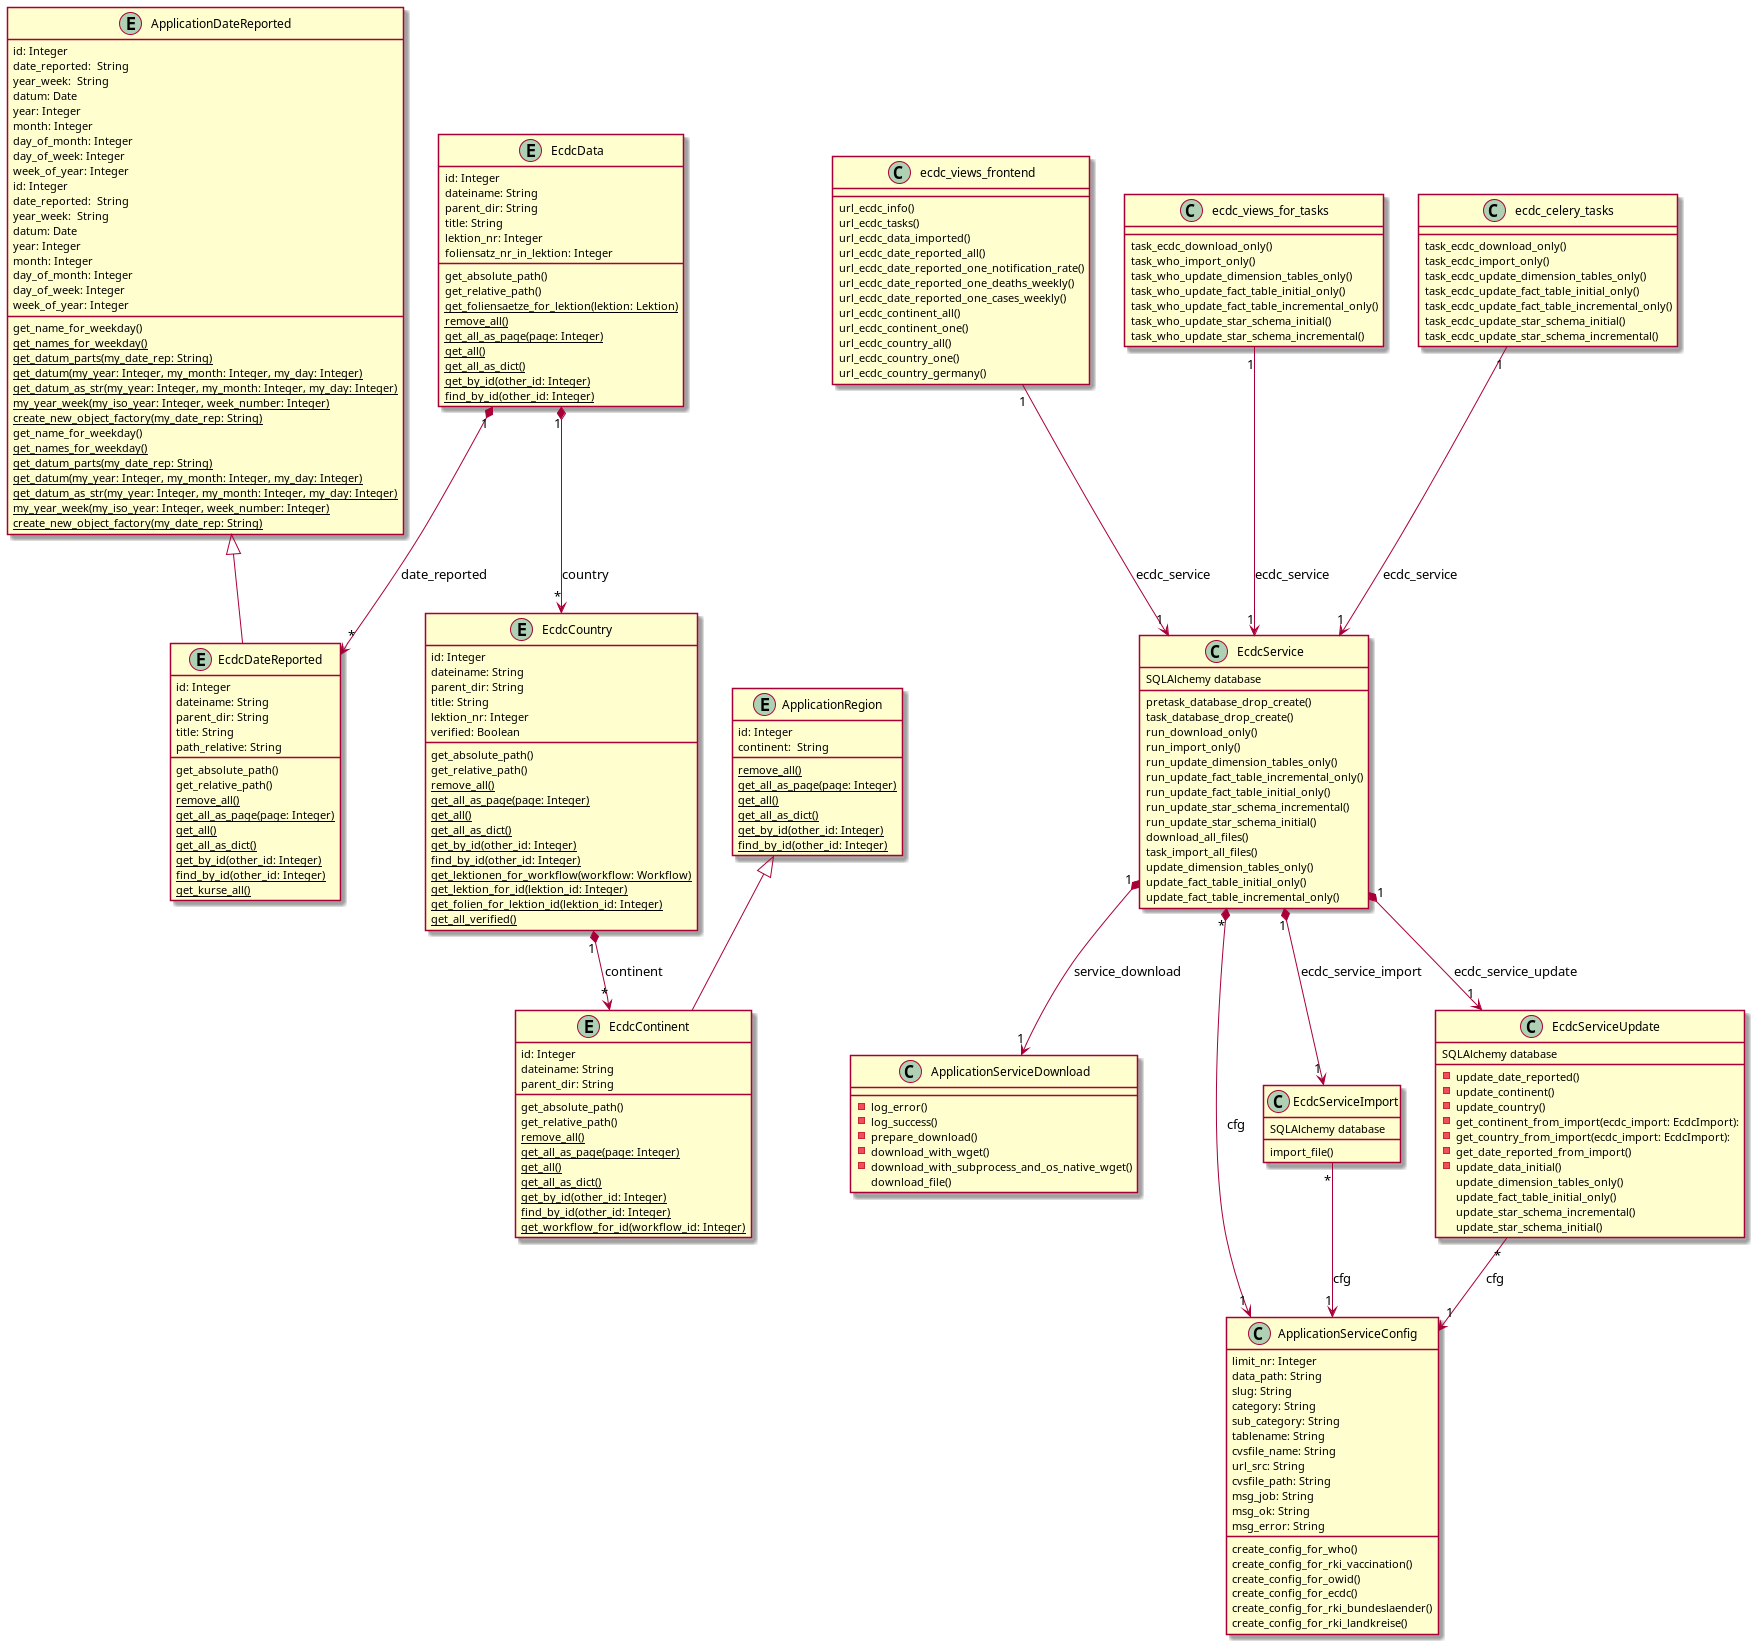 E ApplicationDateReported
id: Integer
date_reported:  String
year_week:  String
datum: Date
year: Integer
month: Integer
day_of_month: Integer
day_of_week: Integer
week_of_year: Integer
id: Integer
date_reported:  String
year_week:  String
datum: Date
year: Integer
month: Integer
day_of_month: Integer
day_of_week: Integer
week_of_year: Integer
get_name_for_weekday()
get_names_for_weekday()
get_datum_parts(my_date_rep: String)
get_datum(my_year: Integer, my_month: Integer, my_day: Integer)
get_datum_as_str(my_year: Integer, my_month: Integer, my_day: Integer)
my_year_week(my_iso_year: Integer, week_number: Integer)
create_new_object_factory(my_date_rep: String)
get_name_for_weekday()
get_names_for_weekday()
get_datum_parts(my_date_rep: String)
get_datum(my_year: Integer, my_month: Integer, my_day: Integer)
get_datum_as_str(my_year: Integer, my_month: Integer, my_day: Integer)
my_year_week(my_iso_year: Integer, week_number: Integer)
create_new_object_factory(my_date_rep: String)
E EcdcData
id: Integer
dateiname: String
parent_dir: String
title: String
lektion_nr: Integer
foliensatz_nr_in_lektion: Integer
get_absolute_path()
get_relative_path()
get_foliensaetze_for_lektion(lektion: Lektion)
remove_all()
get_all_as_page(page: Integer)
get_all()
get_all_as_dict()
get_by_id(other_id: Integer)
find_by_id(other_id: Integer)
C ecdc_views_frontend
url_ecdc_info()
url_ecdc_tasks()
url_ecdc_data_imported()
url_ecdc_date_reported_all()
url_ecdc_date_reported_one_notification_rate()
url_ecdc_date_reported_one_deaths_weekly()
url_ecdc_date_reported_one_cases_weekly()
url_ecdc_continent_all()
url_ecdc_continent_one()
url_ecdc_country_all()
url_ecdc_country_one()
url_ecdc_country_germany()
C ecdc_views_for_tasks
task_ecdc_download_only()
task_who_import_only()
task_who_update_dimension_tables_only()
task_who_update_fact_table_initial_only()
task_who_update_fact_table_incremental_only()
task_who_update_star_schema_initial()
task_who_update_star_schema_incremental()
C ecdc_celery_tasks
task_ecdc_download_only()
task_ecdc_import_only()
task_ecdc_update_dimension_tables_only()
task_ecdc_update_fact_table_initial_only()
task_ecdc_update_fact_table_incremental_only()
task_ecdc_update_star_schema_initial()
task_ecdc_update_star_schema_incremental()
1
1
1
1
1
date_reported
country
ecdc_service
ecdc_service
ecdc_service
*
*
1
1
1
E EcdcDateReported
id: Integer
dateiname: String
parent_dir: String
title: String
path_relative: String
get_absolute_path()
get_relative_path()
remove_all()
get_all_as_page(page: Integer)
get_all()
get_all_as_dict()
get_by_id(other_id: Integer)
find_by_id(other_id: Integer)
get_kurse_all()
E EcdcCountry
id: Integer
dateiname: String
parent_dir: String
title: String
lektion_nr: Integer
verified: Boolean
get_absolute_path()
get_relative_path()
remove_all()
get_all_as_page(page: Integer)
get_all()
get_all_as_dict()
get_by_id(other_id: Integer)
find_by_id(other_id: Integer)
get_lektionen_for_workflow(workflow: Workflow)
get_lektion_for_id(lektion_id: Integer)
get_folien_for_lektion_id(lektion_id: Integer)
get_all_verified()
E ApplicationRegion
id: Integer
continent:  String
remove_all()
get_all_as_page(page: Integer)
get_all()
get_all_as_dict()
get_by_id(other_id: Integer)
find_by_id(other_id: Integer)
C EcdcService
SQLAlchemy database
pretask_database_drop_create()
task_database_drop_create()
run_download_only()
run_import_only()
run_update_dimension_tables_only()
run_update_fact_table_incremental_only()
run_update_fact_table_initial_only()
run_update_star_schema_incremental()
run_update_star_schema_initial()
download_all_files()
task_import_all_files()
update_dimension_tables_only()
update_fact_table_initial_only()
update_fact_table_incremental_only()
1
1
*
1
1
continent
service_download
ecdc_service_import
ecdc_service_update
*
1
1
1
E EcdcContinent
id: Integer
dateiname: String
parent_dir: String
get_absolute_path()
get_relative_path()
remove_all()
get_all_as_page(page: Integer)
get_all()
get_all_as_dict()
get_by_id(other_id: Integer)
find_by_id(other_id: Integer)
get_workflow_for_id(workflow_id: Integer)
C ApplicationServiceDownload
log_error()
log_success()
prepare_download()
download_with_wget()
download_with_subprocess_and_os_native_wget()
download_file()
cfg
C EcdcServiceImport
SQLAlchemy database
import_file()
C EcdcServiceUpdate
SQLAlchemy database
update_date_reported()
update_continent()
update_country()
get_continent_from_import(ecdc_import: EcdcImport):
get_country_from_import(ecdc_import: EcdcImport):
get_date_reported_from_import()
update_data_initial()
update_dimension_tables_only()
update_fact_table_initial_only()
update_star_schema_incremental()
update_star_schema_initial()
*
*
cfg
cfg
1
1
1
C ApplicationServiceConfig
limit_nr: Integer
data_path: String
slug: String
category: String
sub_category: String
tablename: String
cvsfile_name: String
url_src: String
cvsfile_path: String
msg_job: String
msg_ok: String
msg_error: String
create_config_for_who()
create_config_for_rki_vaccination()
create_config_for_owid()
create_config_for_ecdc()
create_config_for_rki_bundeslaender()
create_config_for_rki_landkreise()